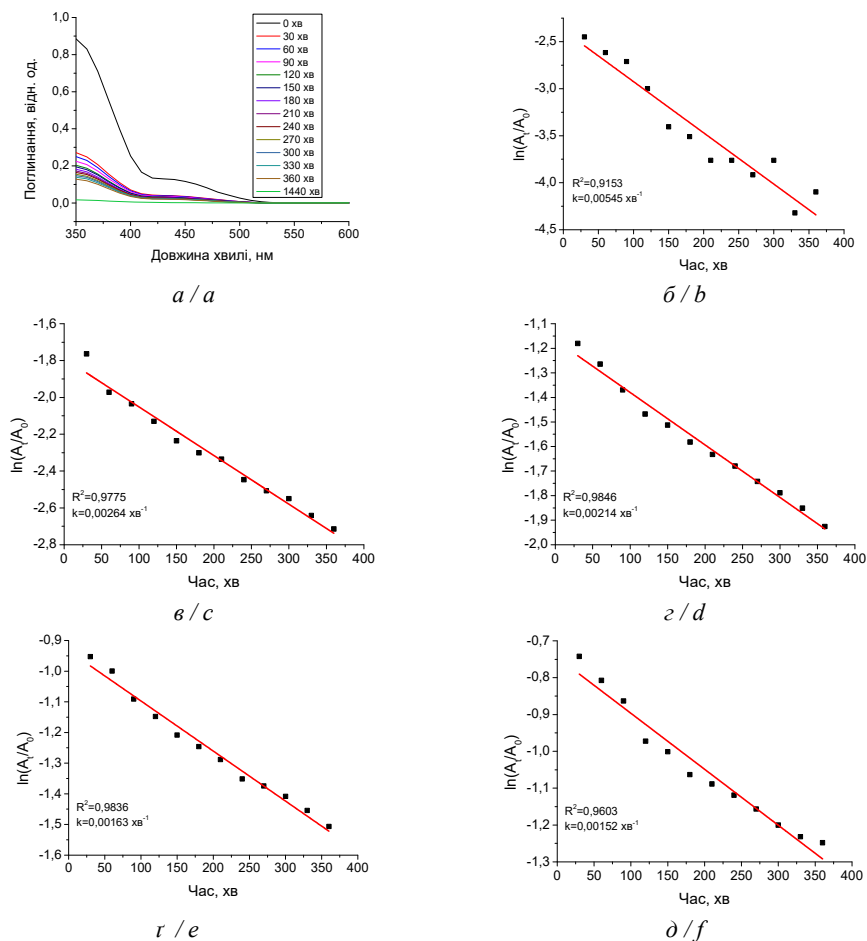 1,0
0,8
0,6
0,4
0,2
0,0
Поглинання, відн. од.
0 хв
30 хв
60 хв
90 хв
120 хв
150 хв
180 хв
210 хв
240 хв
270 хв
300 хв
330 хв
360 хв
1440 хв
350 400 450 500 550 600
Довжина хвилі, нм
а / a
-2,5
-3,0
-3,5
-4,0
-4,5
ln(At/A0)
R2=0,9153
k=0,00545 хв-1
0 50 100 150 200 250 300 350 400
Час, хв
б / b
-1,6
-1,8
-2,0
-2,2
-2,4
-2,6
-2,8
ln(At/A0)
R2=0,9775
k=0,00264 хв-1
0 50 100 150 200 250 300 350 400
Час, хв
в / c
-1,1
-1,2
-1,3
-1,4
-1,5
-1,6
-1,7
-1,8
-1,9
-2,0
ln(At/A0)
R2=0,9846
k=0,00214 хв-1
0 50 100 150 200 250 300 350 400
Час, хв
г / d
-0,9
-1,0
-1,1
-1,2
-1,3
-1,4
-1,5
-1,6
ln(At/A0)
R2=0,9836
k=0,00163 хв-1
0 50 100 150 200 250 300 350 400
Час, хв
ґ / e
-0,7
-0,8
-0,9
-1,0
-1,1
-1,2
-1,3
ln(At/A0)
R2=0,9603
k=0,00152 хв-1
0 50 100 150 200 250 300 350 400
Час, хв
д / f